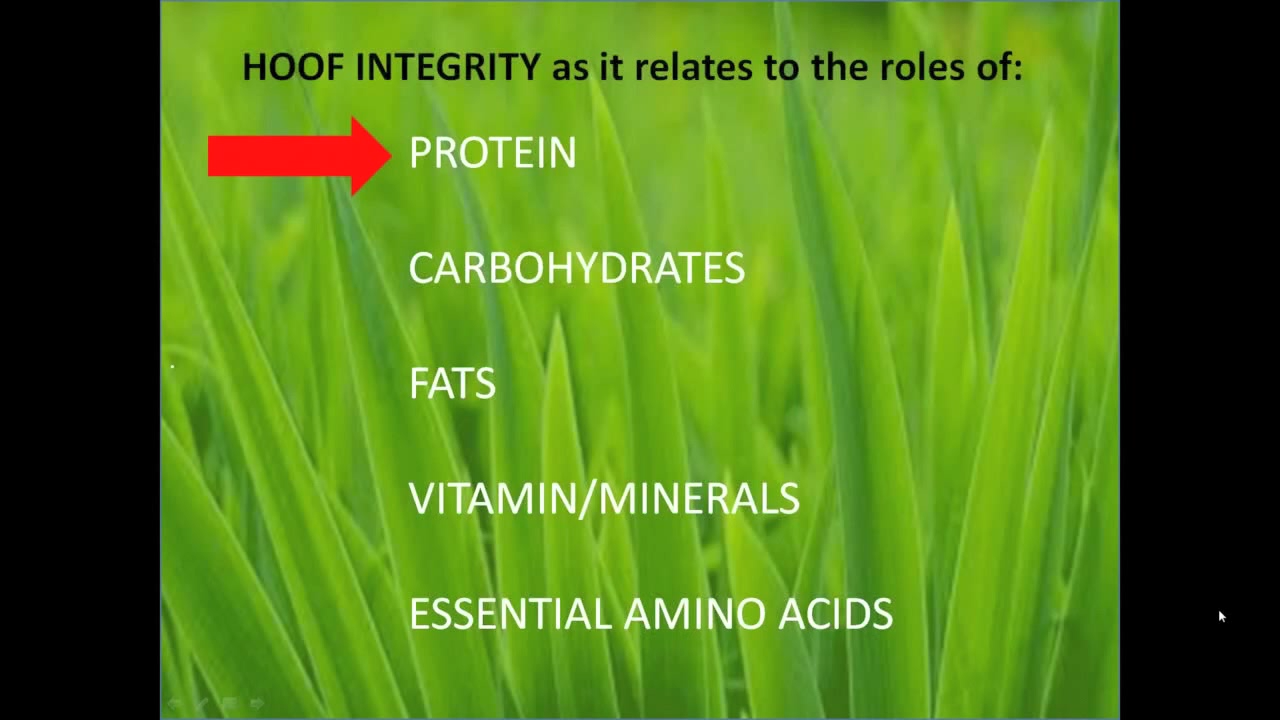 HOOF INTEGRITY as it relates to the roles of:
PROTEIN
CARBOHYDRATES
FATS
VITAMIN/MINERALS
ESSENTIAL AMINO ACIDS